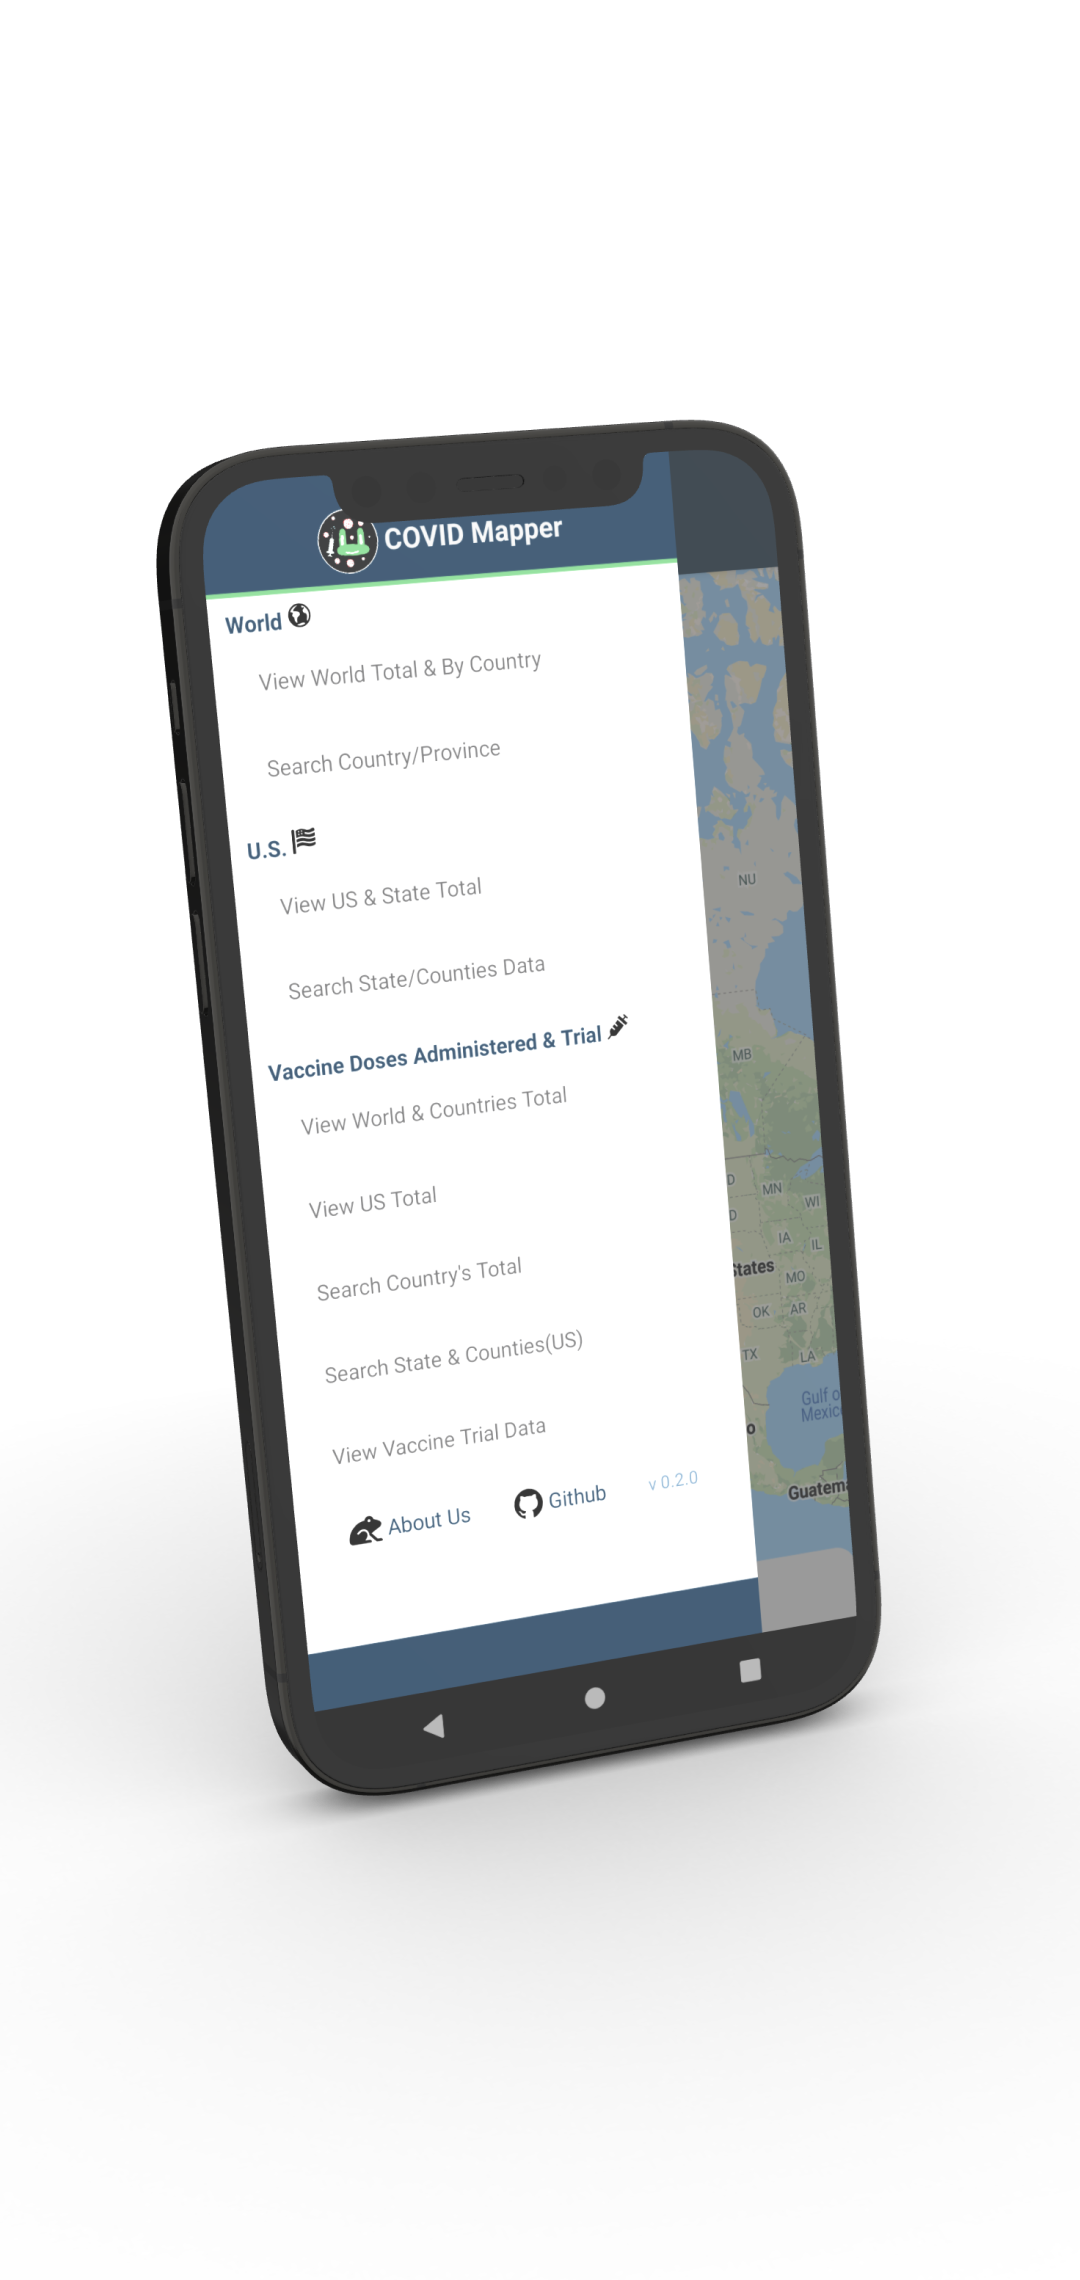 COVID Mapper
World
View World Total & By Country
Search Country/Province
U.S.
View US & State Total
Search State/Counties Data
Vaccine Doses Administered & Trial
View World & Countries Total
View US Total
Search Country's Total
Search State & Counties(US)
View Vaccine Trial Data
About Us
Github
v 0.2.0
NU
MB
D
MN
D
WI
IA
IL
States
MO
OK
AR
TX
LA
Gulf o
Mexic
o
Guatema